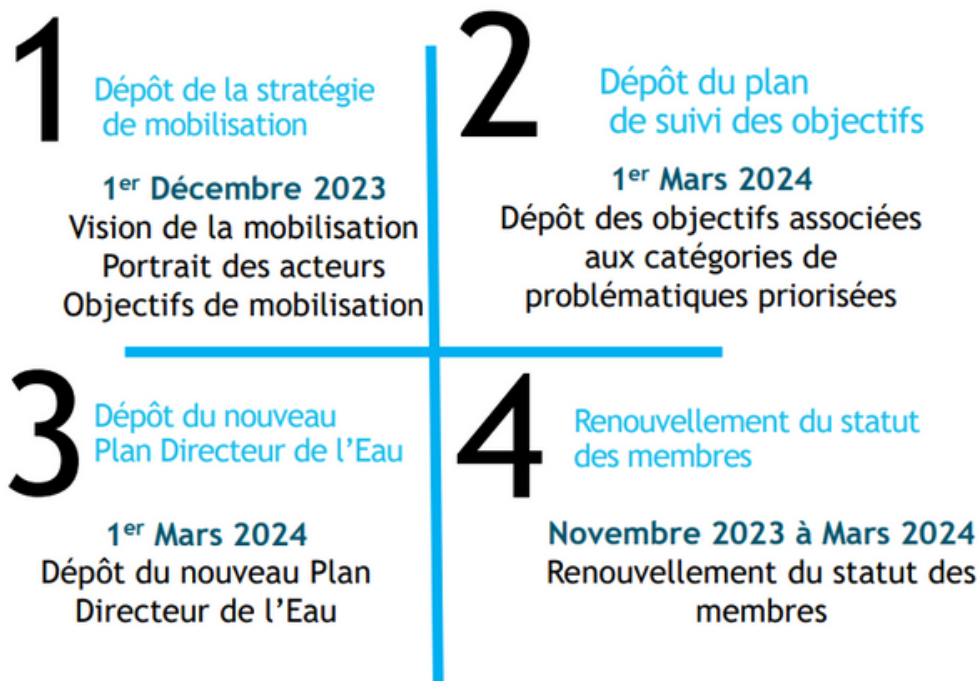 1
Dépôt de la stratégie
de mobilisation
1er Décembre 2023
Vision de la mobilisation
Portrait des acteurs
Objectifs de mobilisation
2
Dépôt du plan
de suivi des objectifs
1er Mars 2024
Dépôt des objectifs associées
aux catégories de
problématiques priorisées
3
Dépôt du nouveau
Plan Directeur de l’Eau
1er Mars 2024
Dépôt du nouveau Plan
Directeur de l’Eau
4
Renouvellement du statut
des membres
Novembre 2023 à Mars 2024
Renouvellement du statut des
membres